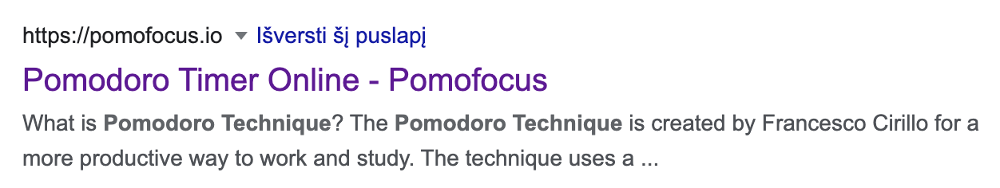 https://pomofocus.io Išversti šį puslapį
Pomodoro Timer Online - Pomofocus
What is Pomodoro Technique? The Pomodoro Technique is created by Francesco Cirillo for a
more productive way to work and study. The technique uses a ...